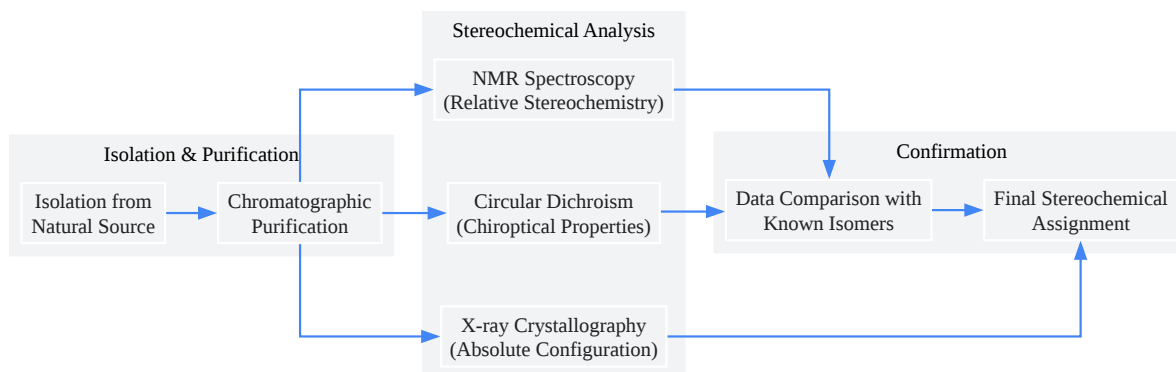 Stereochemical Analysis
NMR Spectroscopy
(Relative Stereochemistry)
Isolation & Purification
Isolation from
Natural Source
Chromatographic
Purification
Circular Dichroism
(Chiroptical Properties)
X-ray Crystallography
(Absolute Configuration)
Confirmation
Data Comparison with
Known Isomers
Final Stereochemical
Assignment